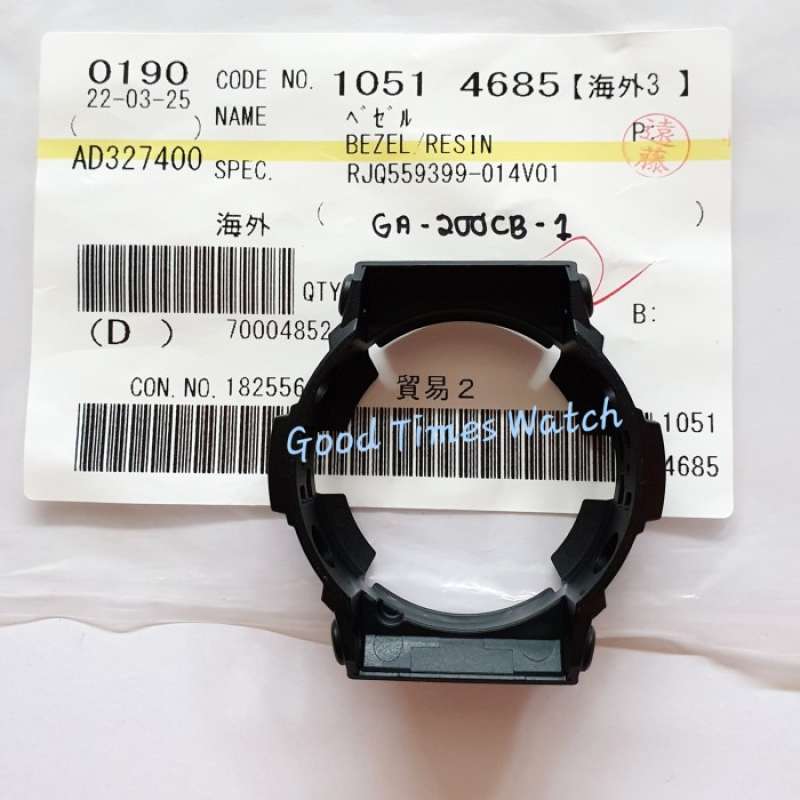 0190 CODE NO. 1051 4685【海外3 】
22-03-25
( ) NAME ﾍﾞｾﾞﾙ P:
BEZEL/RESIN
AD327400 SPEC. RJQ559399-014V01
遠藤
海外 ( GA-200CB-1 )
QTY
B:
(D ) 70004852
CON.NO. 182556 貿易2
Good Times Watch
1051
4685